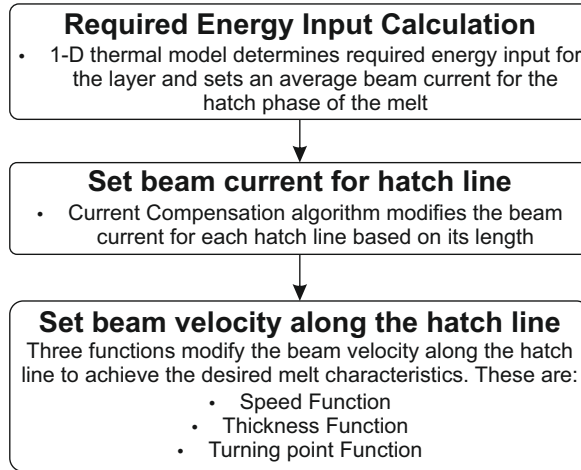 Required Energy Input Calculation
• 1-D thermal model determines required energy input for
the layer and sets an average beam current for the
hatch phase of the melt
Set beam current for hatch line
• Current Compensation algorithm modifies the beam
current for each hatch line based on its length
Set beam velocity along the hatch line
Three functions modify the beam velocity along the hatch
line to achieve the desired melt characteristics. These are:
• Speed Function
• Thickness Function
• Turning point Function